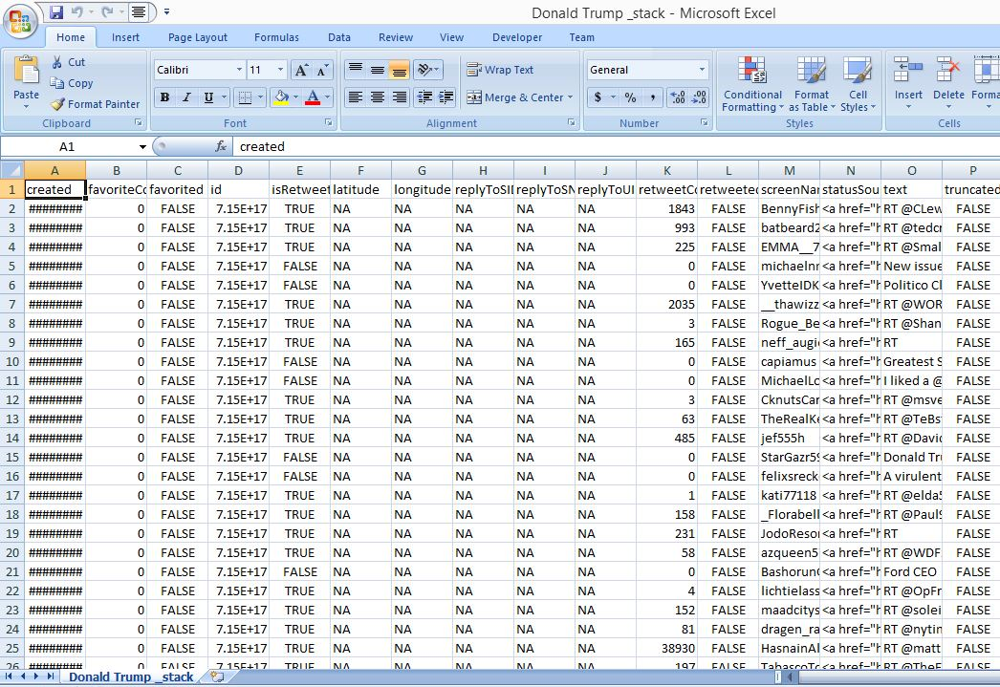 Donald Trump _stack - Microsoft Excel
Home Insert Page Layout Formulas Data Review View Developer Team
Paste Cut Copy Format Painter Clipboard
Calibri 11 A A B I U A Font
Wrap Text Merge & Center Alignment
General $ % , .00 .0 Number
Conditional Formatting Format as Table Cell Styles Styles
Insert Delete Forma Cells
A1 fx created
A B C D E F G H I J K L M N O P
1 created favoriteCo favorited id isRetweet latitude longitude replyToSII replyToSN replyToUI retweetCo retweeted screenNar statusSou text truncated
2 ######## 0 FALSE 7.15E+17 TRUE NA NA NA NA NA 1843 FALSE BennyFish <a href="h RT @CLew FALSE
3 ######## 0 FALSE 7.15E+17 TRUE NA NA NA NA NA 993 FALSE batbeard2 <a href="h RT @tedcr FALSE
4 ######## 0 FALSE 7.15E+17 TRUE NA NA NA NA NA 225 FALSE EMMA__7 <a href="h RT @Smal FALSE
5 ######## 0 FALSE 7.15E+17 FALSE NA NA NA NA NA 0 FALSE michaelnr <a href="h New issue FALSE
6 ######## 0 FALSE 7.15E+17 FALSE NA NA NA NA NA 0 FALSE YvetteIDK <a href="h Politico Cl FALSE
7 ######## 0 FALSE 7.15E+17 TRUE NA NA NA NA NA 2035 FALSE __thawizz <a href="h RT @WOR FALSE
8 ######## 0 FALSE 7.15E+17 TRUE NA NA NA NA NA 3 FALSE Rogue_Be <a href="h RT @Shan FALSE
9 ######## 0 FALSE 7.15E+17 TRUE NA NA NA NA NA 165 FALSE neff_augi <a href="h RT FALSE
10 ######## 0 FALSE 7.15E+17 FALSE NA NA NA NA NA 0 FALSE capiamus <a href="h Greatest S FALSE
11 ######## 0 FALSE 7.15E+17 FALSE NA NA NA NA NA 0 FALSE MichaelLo <a href="h I liked a @ FALSE
12 ######## 0 FALSE 7.15E+17 TRUE NA NA NA NA NA 3 FALSE CknutsCar <a href="h RT @msve FALSE
13 ######## 0 FALSE 7.15E+17 TRUE NA NA NA NA NA 63 FALSE TheRealKe <a href="h RT @TeBs FALSE
14 ######## 0 FALSE 7.15E+17 TRUE NA NA NA NA NA 485 FALSE jef555h <a href="h RT @Davic FALSE
15 ######## 0 FALSE 7.15E+17 FALSE NA NA NA NA NA 0 FALSE StarGazr59 <a href="h Donald Tru FALSE
16 ######## 0 FALSE 7.15E+17 FALSE NA NA NA NA NA 0 FALSE felixsreck <a href="h A virulent FALSE
17 ######## 0 FALSE 7.15E+17 TRUE NA NA NA NA NA 1 FALSE kati77118 <a href="h RT @eldaS FALSE
18 ######## 0 FALSE 7.15E+17 TRUE NA NA NA NA NA 158 FALSE _Florabell <a href="h RT @Paul9 FALSE
19 ######## 0 FALSE 7.15E+17 TRUE NA NA NA NA NA 231 FALSE JodoResor <a href="h RT FALSE
20 ######## 0 FALSE 7.15E+17 TRUE NA NA NA NA NA 58 FALSE azqueen5 <a href="h RT @WDF FALSE
21 ######## 0 FALSE 7.15E+17 FALSE NA NA NA NA NA 0 FALSE Bashorun <a href="h Ford CEO FALSE
22 ######## 0 FALSE 7.15E+17 TRUE NA NA NA NA NA 4 FALSE lichtielass <a href="h RT @OpFr FALSE
23 ######## 0 FALSE 7.15E+17 TRUE NA NA NA NA NA 152 FALSE maadcitys <a href="h RT @solei FALSE
24 ######## 0 FALSE 7.15E+17 TRUE NA NA NA NA NA 81 FALSE dragen_ra <a href="h RT @nytin FALSE
25 ######## 0 FALSE 7.15E+17 TRUE NA NA NA NA NA 38930 FALSE HasnainAl <a href="h RT @matt FALSE
26 ######## 0 FALSE 7.15E+17 TRUE NA NA NA NA NA 197 FALSE TabascoTo <a href="h RT @TheF FALSE
Donald Trump _stack